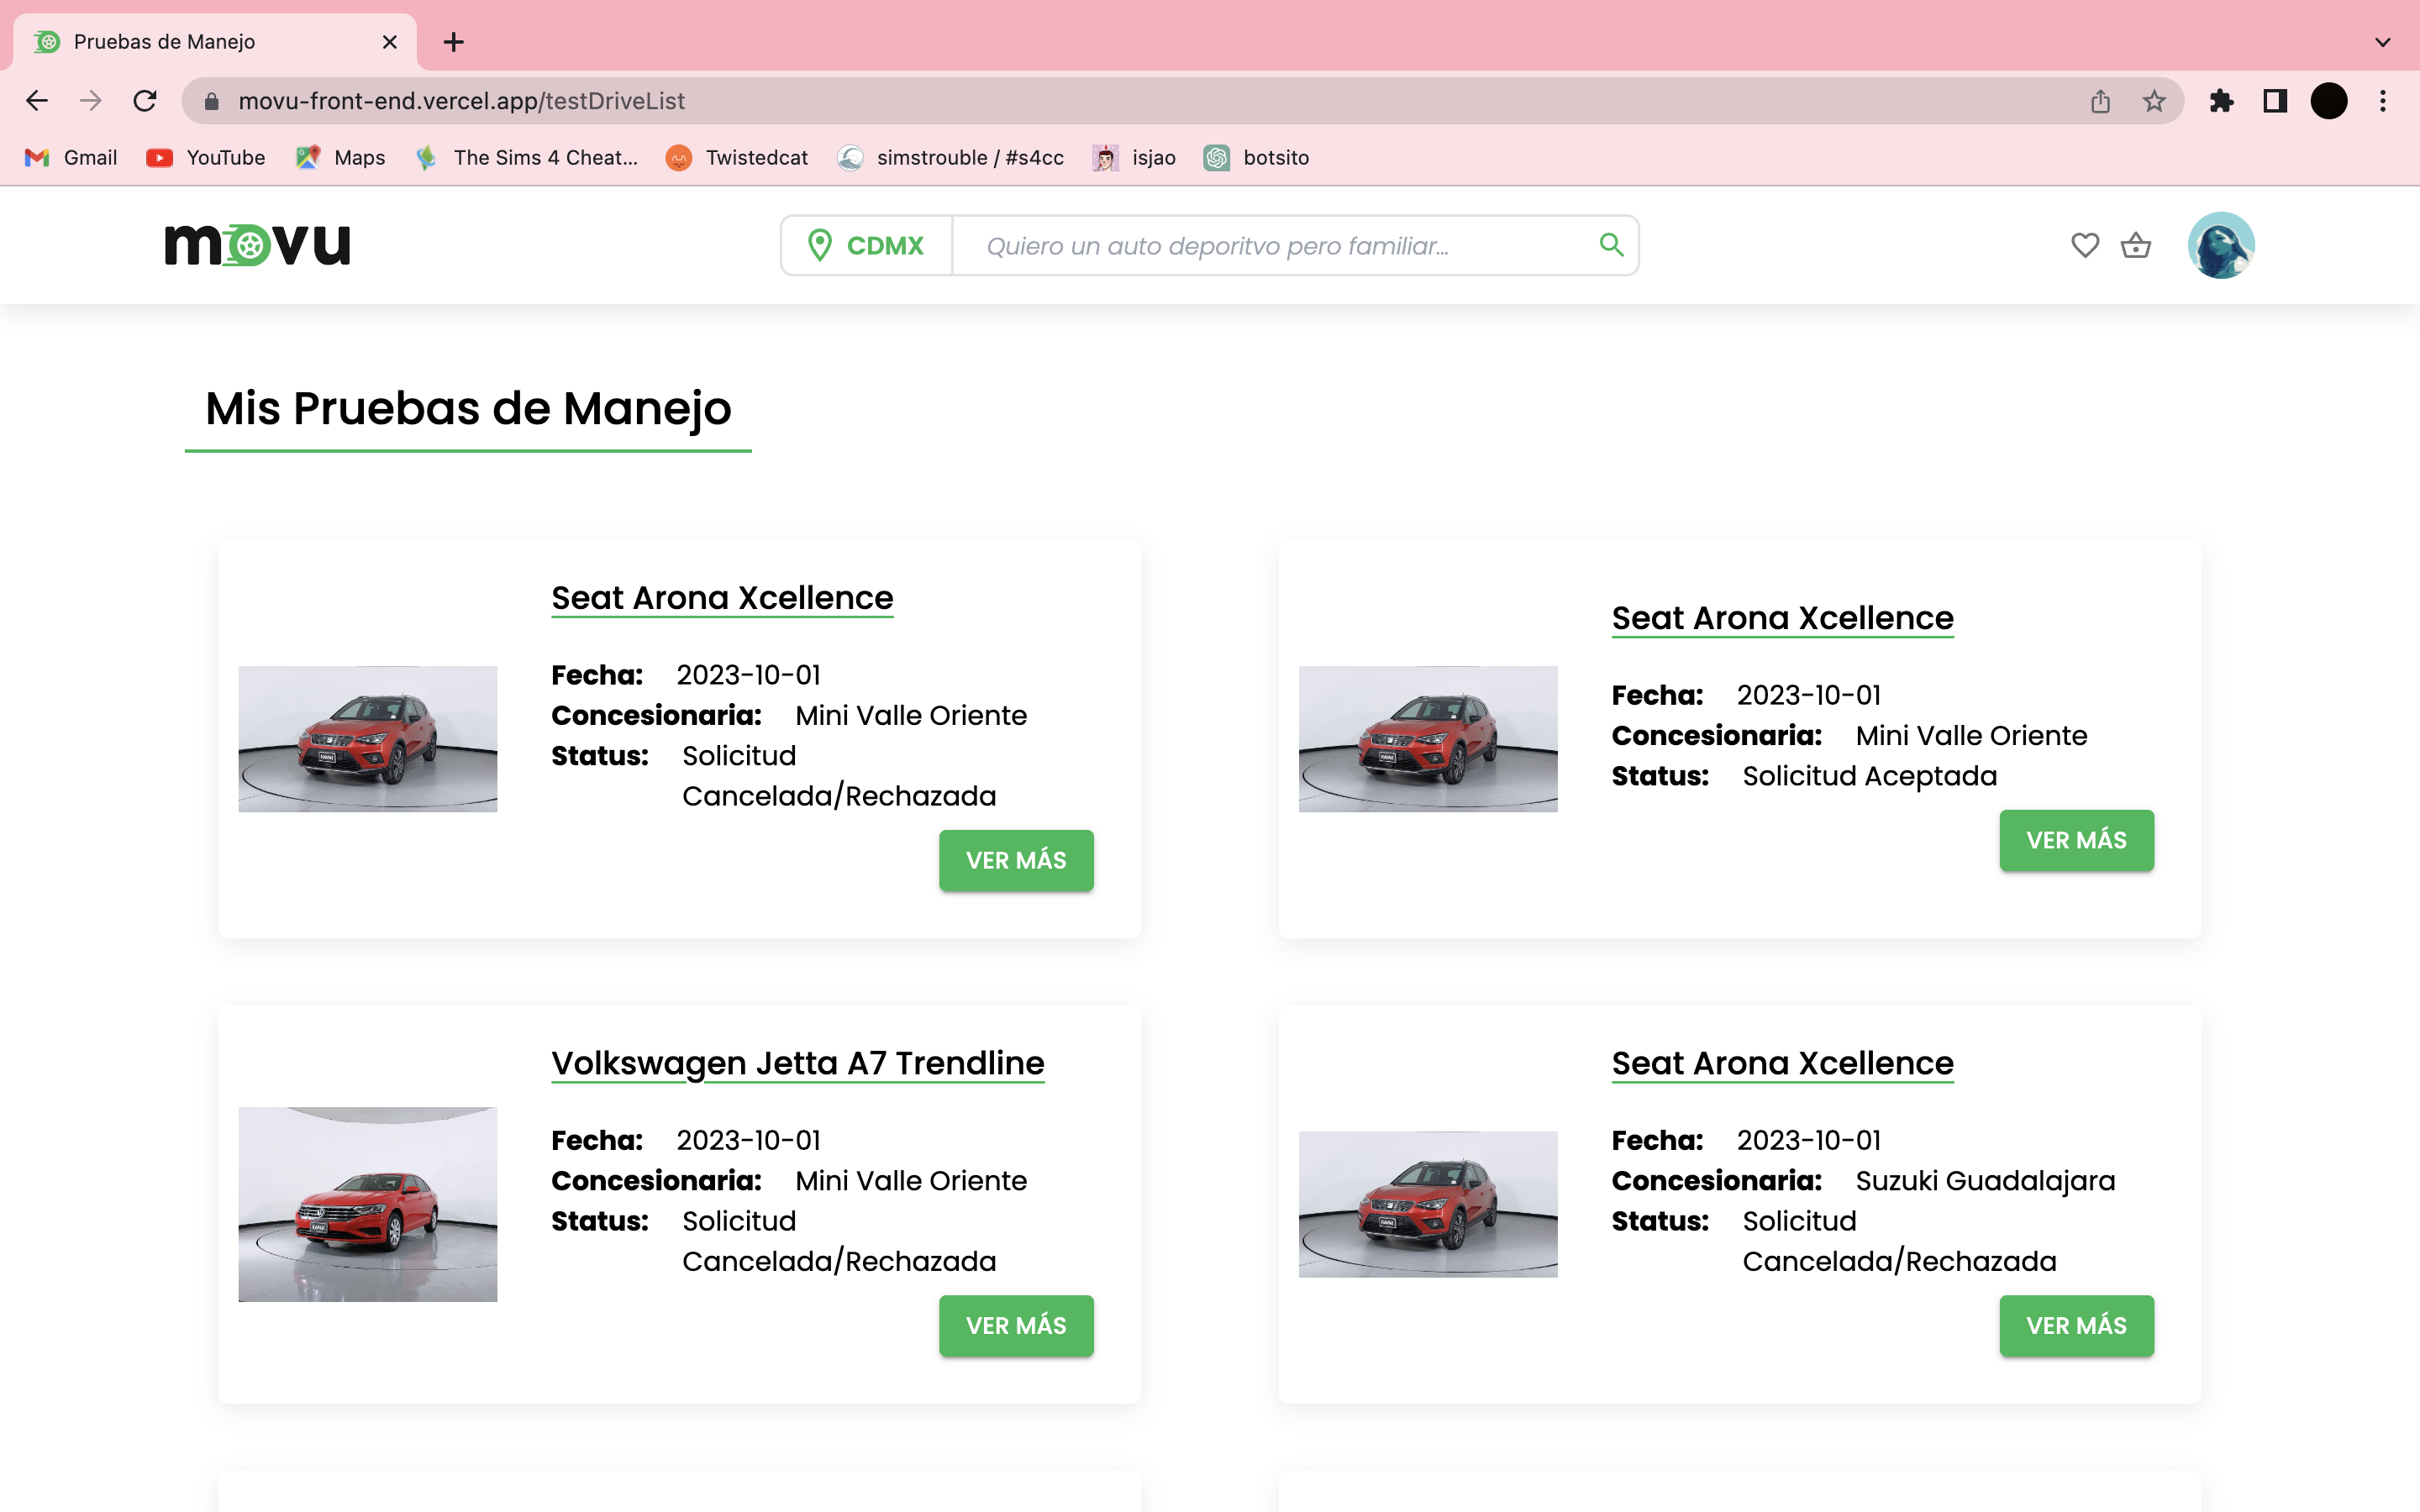 Pruebas de Manejo
movu-front-end.vercel.app/testDriveList
Gmail YouTube Maps The Sims 4 Cheat... Twistedcat simstrouble / #s4cc isjao botsito
movu CDMX Quiero un auto deporitvo pero familiar...
Mis Pruebas de Manejo
Seat Arona Xcellence
Fecha: 2023-10-01
Concesionaria: Mini Valle Oriente
Status: Solicitud
Cancelada/Rechazada
VER MÁS
Seat Arona Xcellence
Fecha: 2023-10-01
Concesionaria: Mini Valle Oriente
Status: Solicitud Aceptada
VER MÁS
Volkswagen Jetta A7 Trendline
Fecha: 2023-10-01
Concesionaria: Mini Valle Oriente
Status: Solicitud
Cancelada/Rechazada
VER MÁS
Seat Arona Xcellence
Fecha: 2023-10-01
Concesionaria: Suzuki Guadalajara
Status: Solicitud
Cancelada/Rechazada
VER MÁS